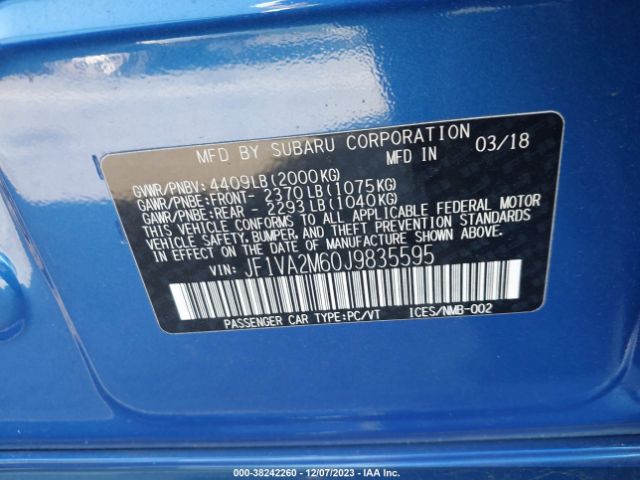 MFD BY SUBARU CORPORATION
MFD IN 03/18
GVWR/PNBV: 4409LB(2000KG)
GAWR/PNBE:FRONT- 2370LB(1075KG)
GAWR/PNBE:REAR - 2293LB(1040KG)
THIS VEHICLE CONFORMS TO ALL APPLICABLE FEDERAL MOTOR
VEHICLE SAFETY, BUMPER, AND THEFT PREVENTION STANDARDS
IN EFFECT ON THE DATE OF MANUFACTURE SHOWN ABOVE.
VIN: JF1VA2M60J9835595
PASSENGER CAR TYPE:PC/VT ICES/NMB-002
000-38242260 - 12/07/2023 - IAA Inc.